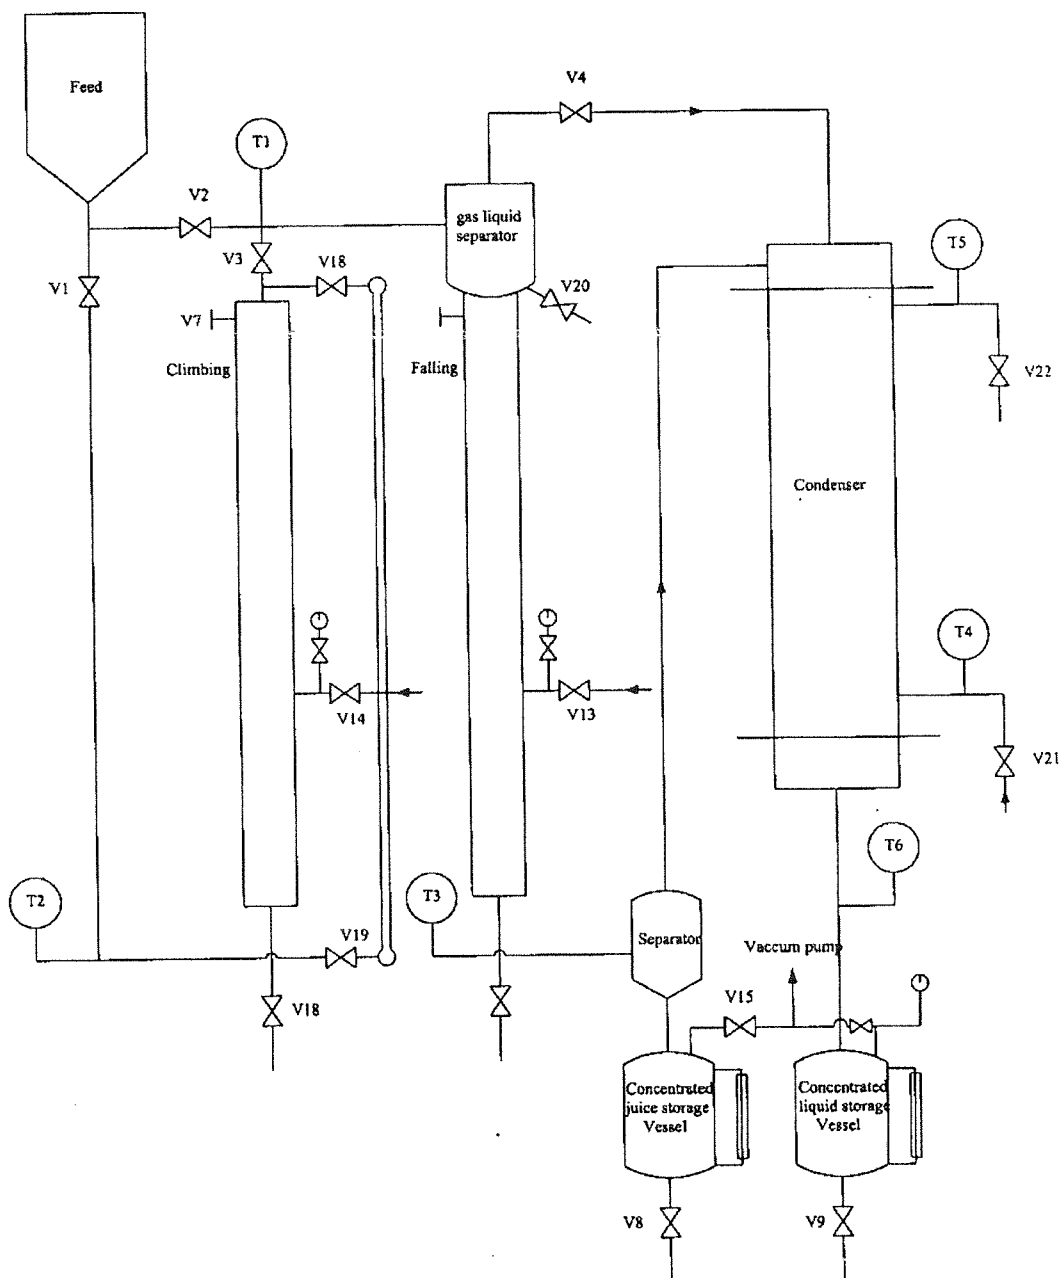 Feed
V4
T1
V2
gas liquid
separator
T5
V3
V18
V1
V20
V7
Climbing
Falling
V22
Condenser
T4
V14
V13
V21
T6
T2
T3
V19
Separator
Vaccum pump
V18
V15
Concentrated
juice storage
Vessel
Concentrated
liquid storage
Vessel
V8
V9